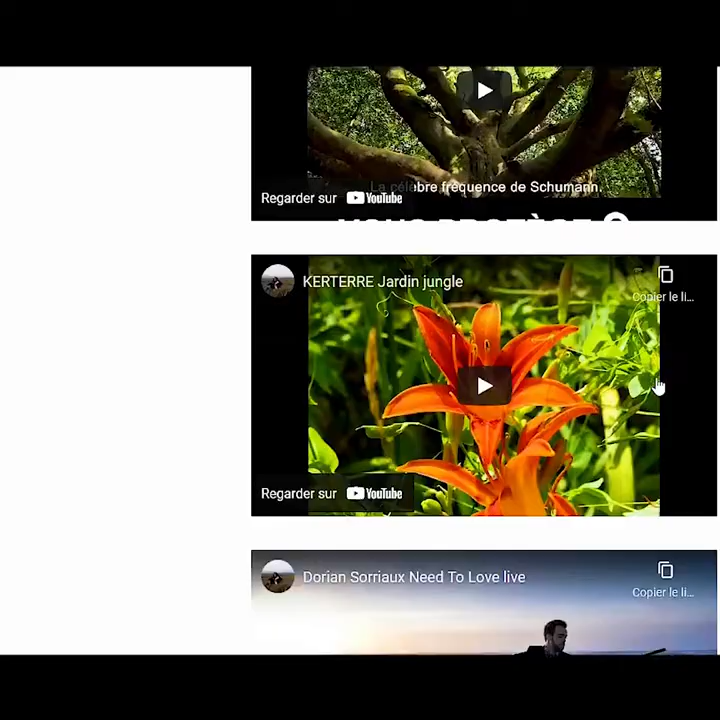 La célèbre fréquence de Schumann.
Regarder sur YouTube
KERTERRE Jardin jungle
Copier le li...
Regarder sur YouTube
Dorian Sorriaux Need To Love live
Copier le li...